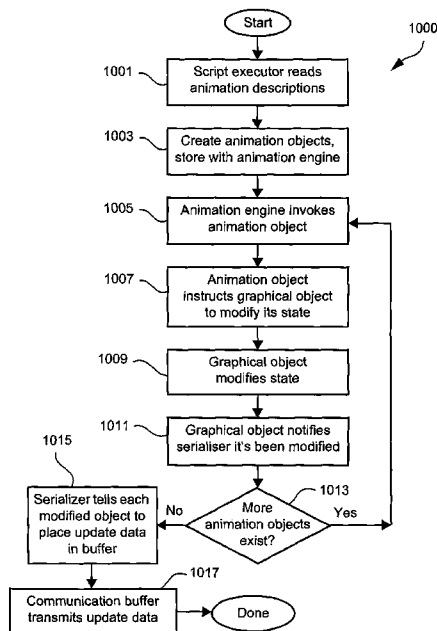 Start
1000
1001
Script executor reads
animation descriptions
1003
Create animation objects,
store with animation engine
1005
Animation engine invokes
animation object
1007
Animation object
instructs graphical object
to modify its state
1009
Graphical object
modifies state
1011
Graphical object notifies
serialiser it's been modified
1015
Serializer tells each
modified object to
place update data
in buffer
No
1013
More
animation objects
exist?
Yes
1017
Communication buffer
transmits update data
Done